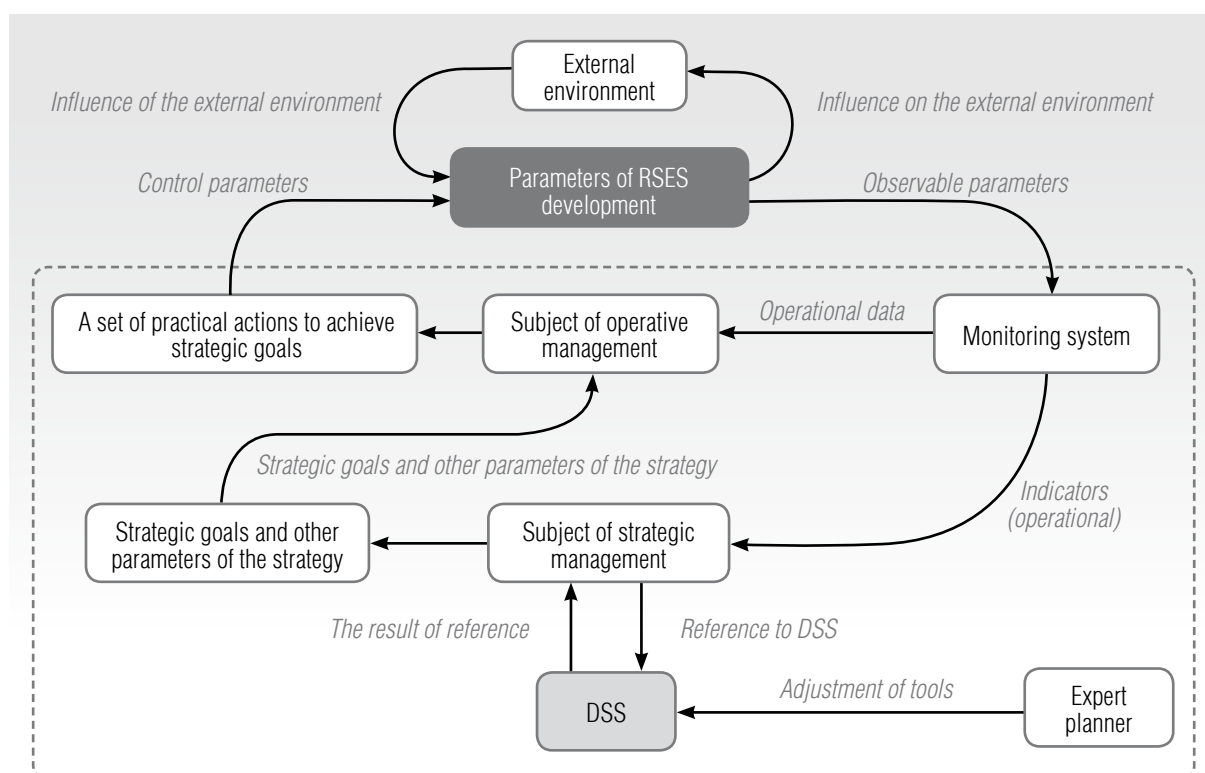 External
environment
Influence of the external environment
Influence on the external environment
Control parameters
Parameters of RSES
development
Observable parameters
A set of practical actions to achieve
strategic goals
Subject of operative
management
Operational data
Monitoring system
Strategic goals and other parameters of the strategy
Indicators
(operational)
Strategic goals and other
parameters of the strategy
Subject of strategic
management
The result of reference
Reference to DSS
DSS
Adjustment of tools
Expert
planner